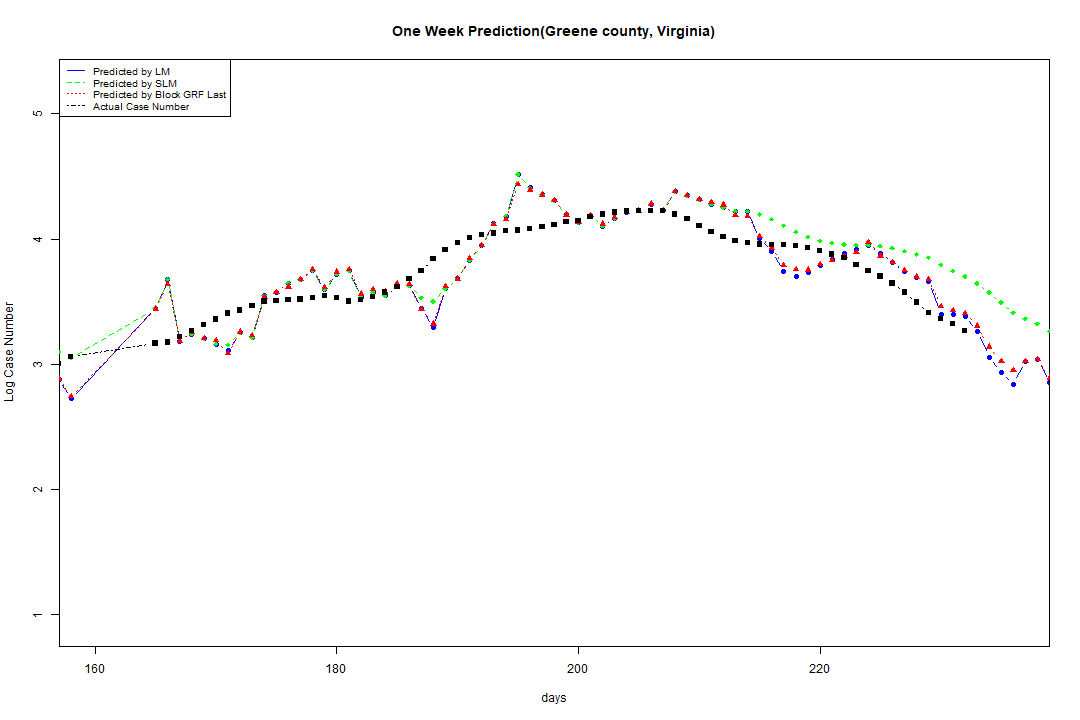 One Week Prediction(Greene county, Virginia)
Predicted by LM
Predicted by SLM
Predicted by Block GRF Last
Actual Case Number
5
4
3
2
1
Log Case Number
160 180 200 220
days